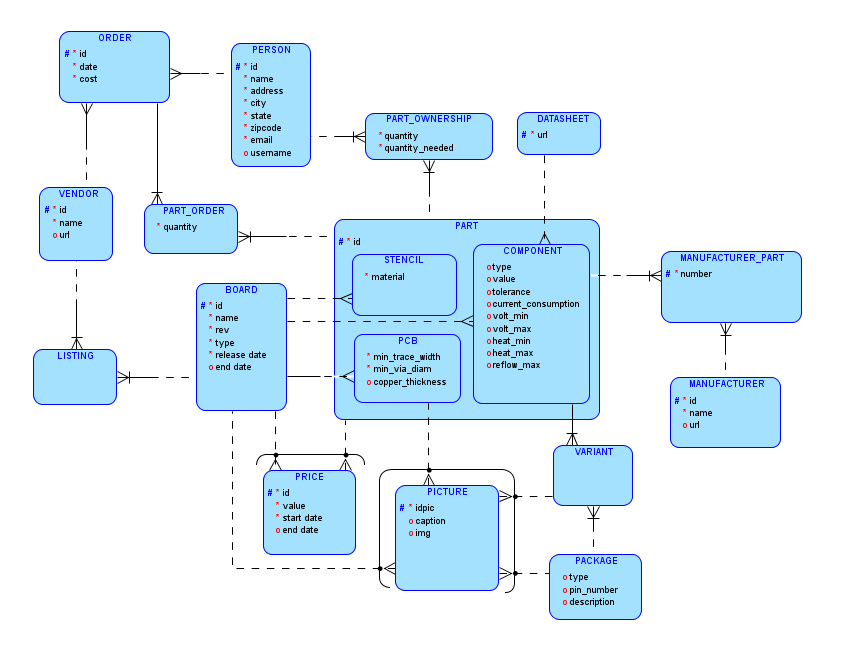 ORDER
# * id
* date
* cost
PERSON
# * id
* name
* address
* city
* state
* zipcode
* email
o username
PART_OWNERSHIP
* quantity
* quantity_needed
DATASHEET
# * url
VENDOR
# * id
* name
o url
PART_ORDER
* quantity
PART
# * id
STENCIL
* material
COMPONENT
o type
o value
o tolerance
o current_consumption
o volt_min
o volt_max
o heat_min
o heat_max
o reflow_max
MANUFACTURER_PART
# * number
BOARD
# * id
* name
* rev
* type
* release date
o end date
PCB
* min_trace_width
* min_via_diam
o copper_thickness
LISTING
MANUFACTURER
# * id
* name
o url
VARIANT
PRICE
# * id
* value
* start date
o end date
PICTURE
# * idpic
o caption
o img
PACKAGE
o type
o pin_number
o description